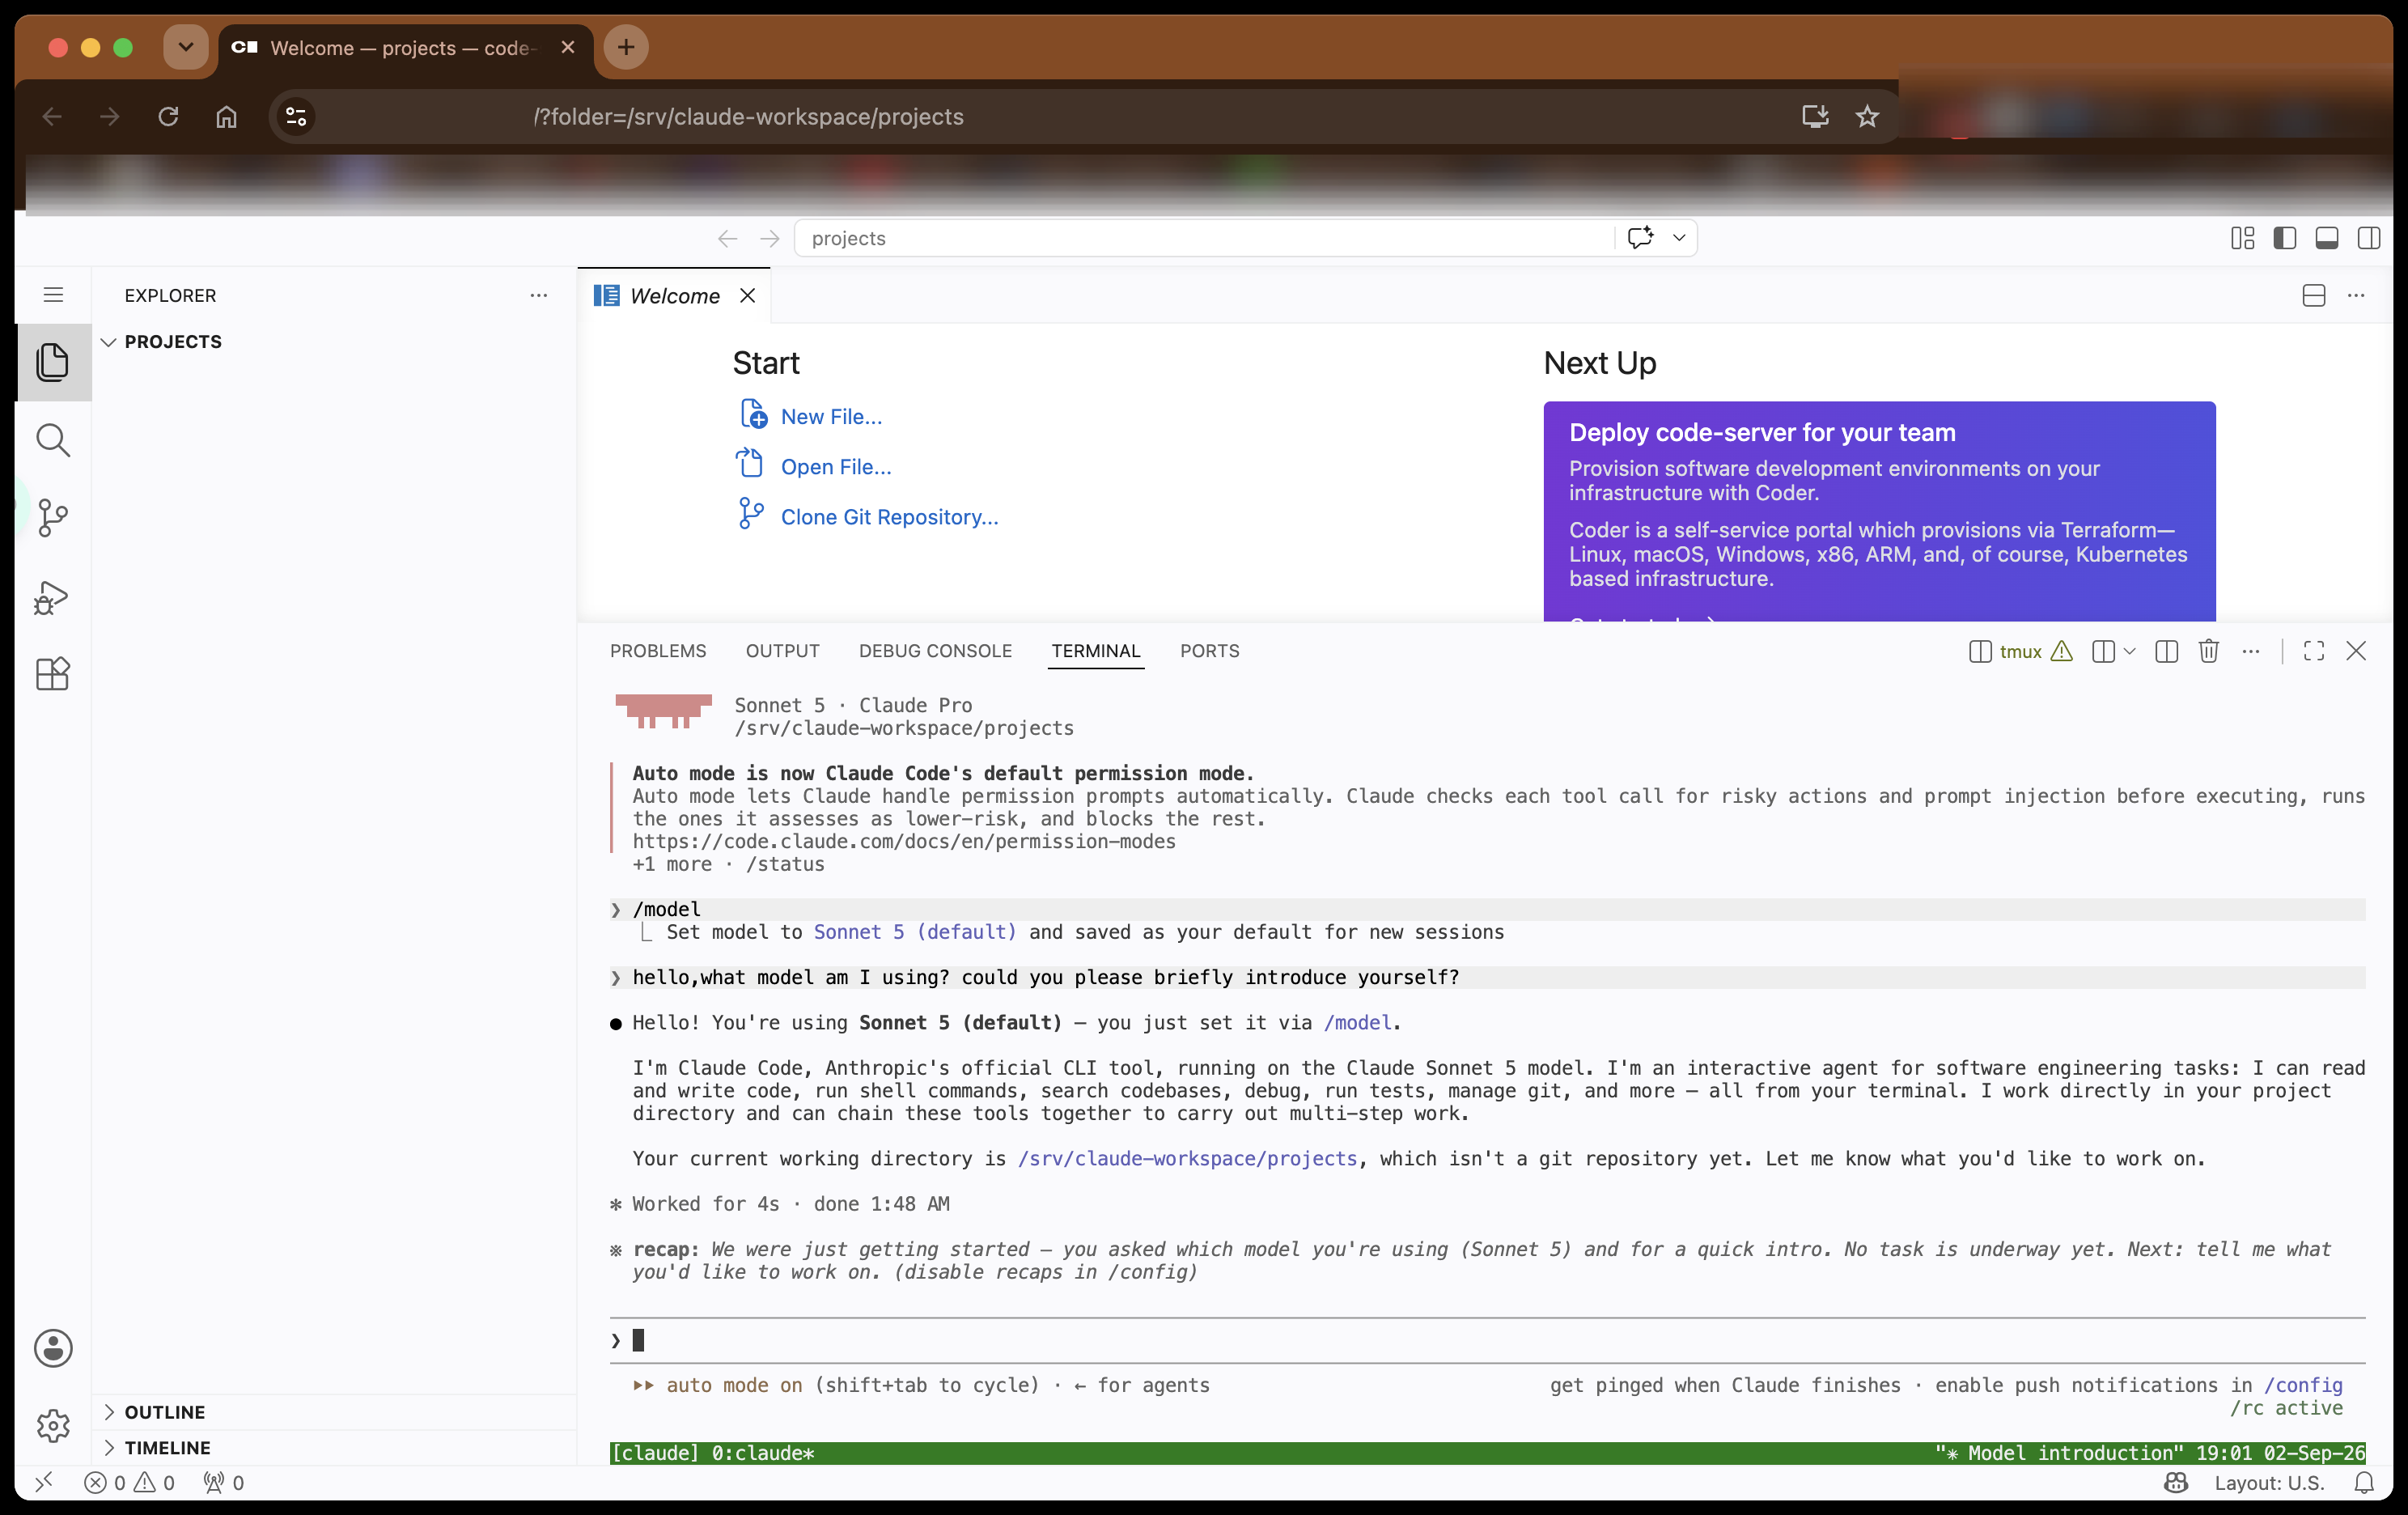 Welcome — projects — code-
/?folder=/srv/claude-workspace/projects
projects
EXPLORER
PROJECTS
OUTLINE
TIMELINE
Welcome
Start
New File...
Open File...
Clone Git Repository...
Next Up
Deploy code-server for your team
Provision software development environments on your
infrastructure with Coder.
Coder is a self-service portal which provisions via Terraform—
Linux, macOS, Windows, x86, ARM, and, of course, Kubernetes
based infrastructure.
PROBLEMS OUTPUT DEBUG CONSOLE TERMINAL PORTS
tmux
Sonnet 5 · Claude Pro
/srv/claude-workspace/projects
Auto mode is now Claude Code's default permission mode.
Auto mode lets Claude handle permission prompts automatically. Claude checks each tool call for risky actions and prompt injection before executing, runs
the ones it assesses as lower-risk, and blocks the rest.
https://code.claude.com/docs/en/permission-modes
+1 more · /status
❯ /model
⎿ Set model to Sonnet 5 (default) and saved as your default for new sessions
❯ hello,what model am I using? could you please briefly introduce yourself?
● Hello! You're using Sonnet 5 (default) — you just set it via /model.
I'm Claude Code, Anthropic's official CLI tool, running on the Claude Sonnet 5 model. I'm an interactive agent for software engineering tasks: I can read
and write code, run shell commands, search codebases, debug, run tests, manage git, and more — all from your terminal. I work directly in your project
directory and can chain these tools together to carry out multi-step work.
Your current working directory is /srv/claude-workspace/projects, which isn't a git repository yet. Let me know what you'd like to work on.
✻ Worked for 4s · done 1:48 AM
※ recap: We were just getting started — you asked which model you're using (Sonnet 5) and for a quick intro. No task is underway yet. Next: tell me what
you'd like to work on. (disable recaps in /config)
❯
⏵⏵ auto mode on (shift+tab to cycle) · ← for agents
get pinged when Claude finishes · enable push notifications in /config
/rc active
[claude] 0:claude*
"✳ Model introduction" 19:01 02-Sep-26
0 0 0
Layout: U.S.